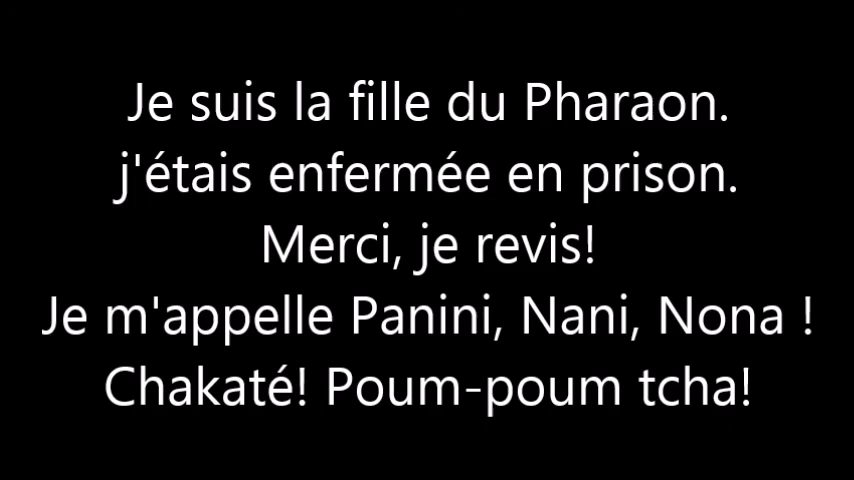 Je suis la fille du Pharaon.
j'étais enfermée en prison.
Merci, je revis!
Je m'appelle Panini, Nani, Nona !
Chakaté! Poum-poum tcha!